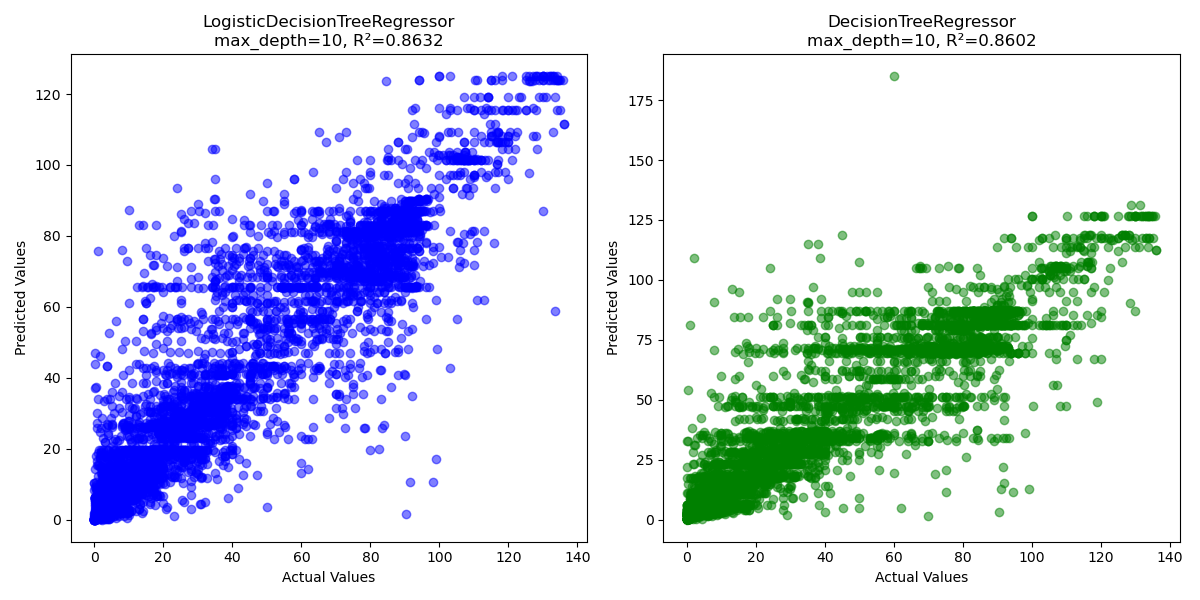 LogisticDecisionTreeRegressor
max_depth=10, R²=0.8632
120
100
80
60
40
20
0
Predicted Values
0 20 40 60 80 100 120 140
Actual Values
DecisionTreeRegressor
max_depth=10, R²=0.8602
175
150
125
100
75
50
25
0
Predicted Values
0 20 40 60 80 100 120 140
Actual Values